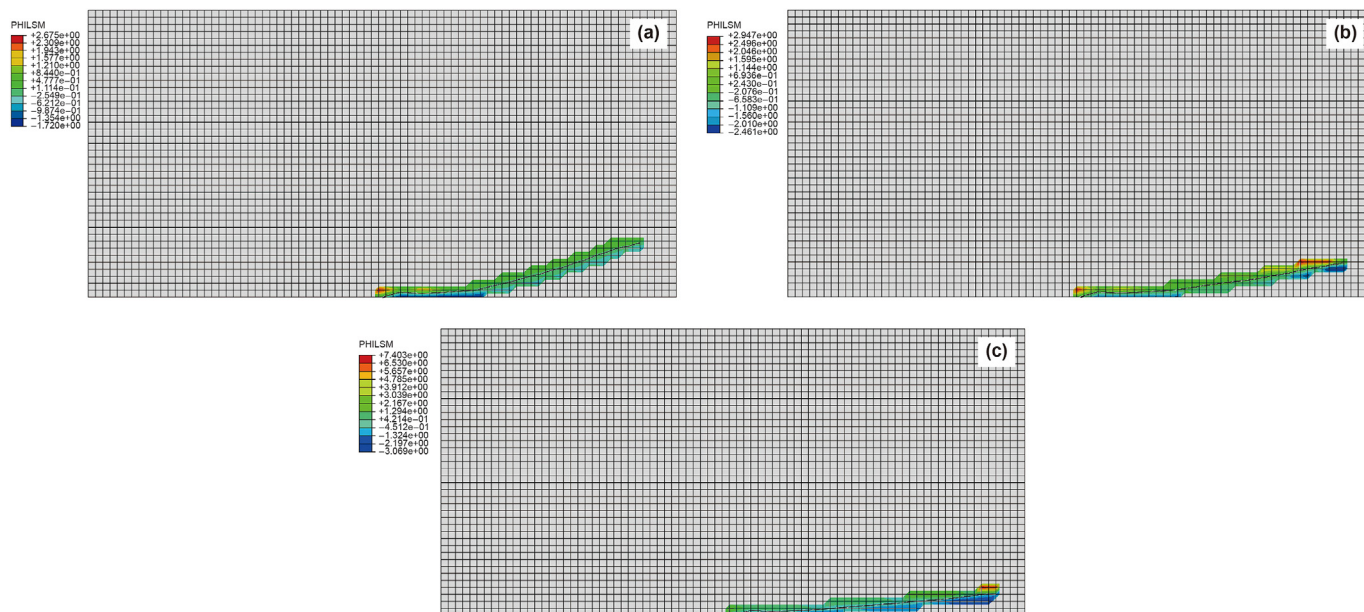 PHILSM
+2.675e+00
+2.309e+00
+1.943e+00
+1.577e+00
+1.210e+00
+8.440e−01
+4.777e−01
+1.114e−01
−2.549e−01
−6.212e−01
−9.874e−01
−1.354e+00
−1.720e+00
(a)
PHILSM
+2.947e+00
+2.496e+00
+2.046e+00
+1.595e+00
+1.144e+00
+6.936e−01
+2.430e−01
−2.076e−01
−6.583e−01
−1.109e+00
−1.560e+00
−2.010e+00
−2.461e+00
(b)
PHILSM
+7.403e+00
+6.530e+00
+5.657e+00
+4.785e+00
+3.912e+00
+3.039e+00
+2.167e+00
+1.294e+00
+4.214e−01
−4.512e−01
−1.324e+00
−2.197e+00
−3.069e+00
(c)